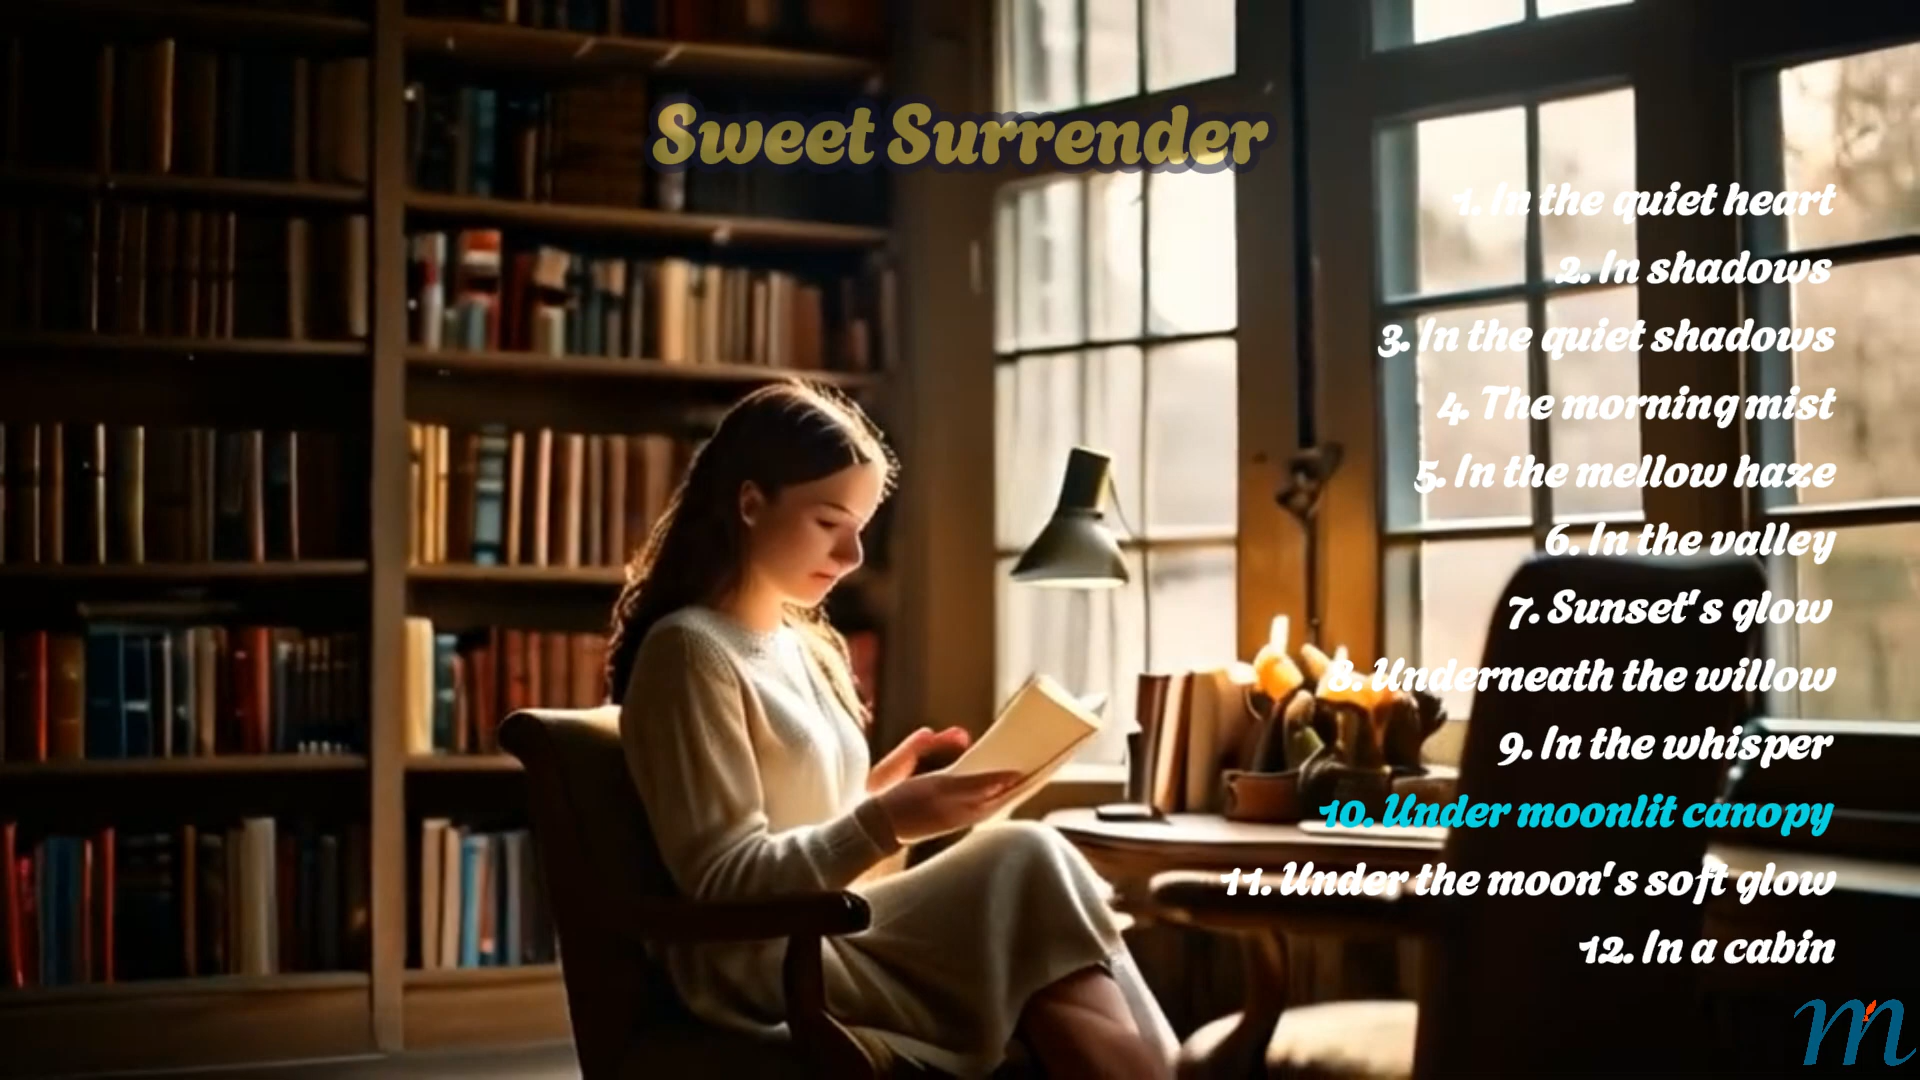 Sweet Surrender
1. In the quiet heart
2. In shadows
3. In the quiet shadows
4. The morning mist
5. In the mellow haze
6. In the valley
7. Sunset's glow
8. Underneath the willow
9. In the whisper
10. Under moonlit canopy
11. Under the moon's soft glow
12. In a cabin
m